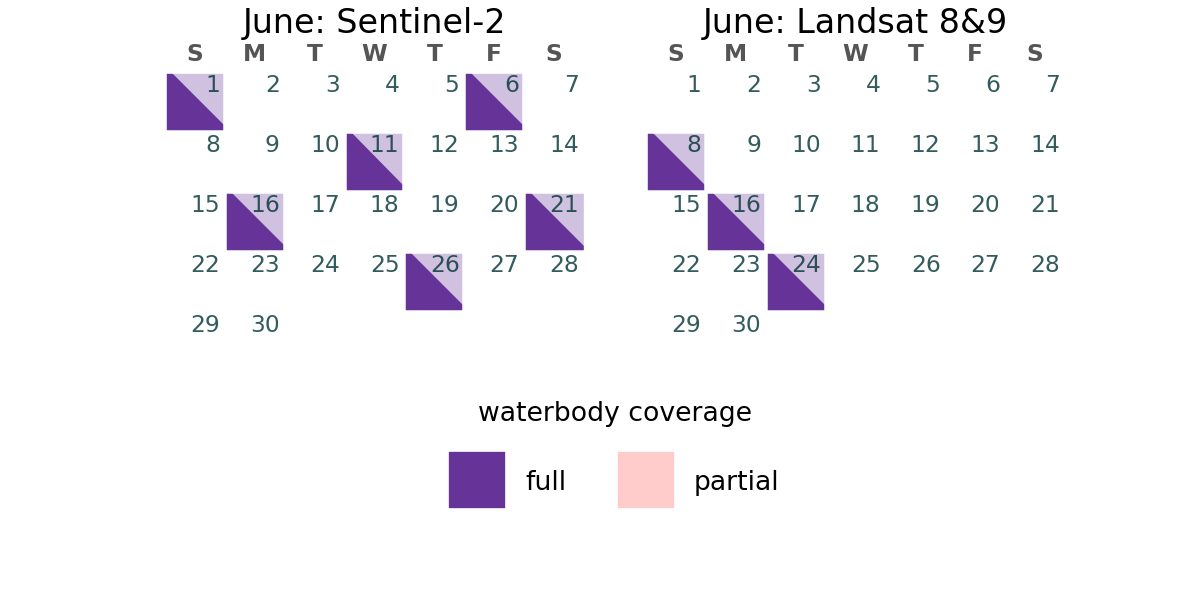 June: Sentinel-2
S M T W T F S
1 2 3 4 5 6 7
8 9 10 11 12 13 14
15 16 17 18 19 20 21
22 23 24 25 26 27 28
29 30
June: Landsat 8&9
S M T W T F S
1 2 3 4 5 6 7
8 9 10 11 12 13 14
15 16 17 18 19 20 21
22 23 24 25 26 27 28
29 30
waterbody coverage
full partial